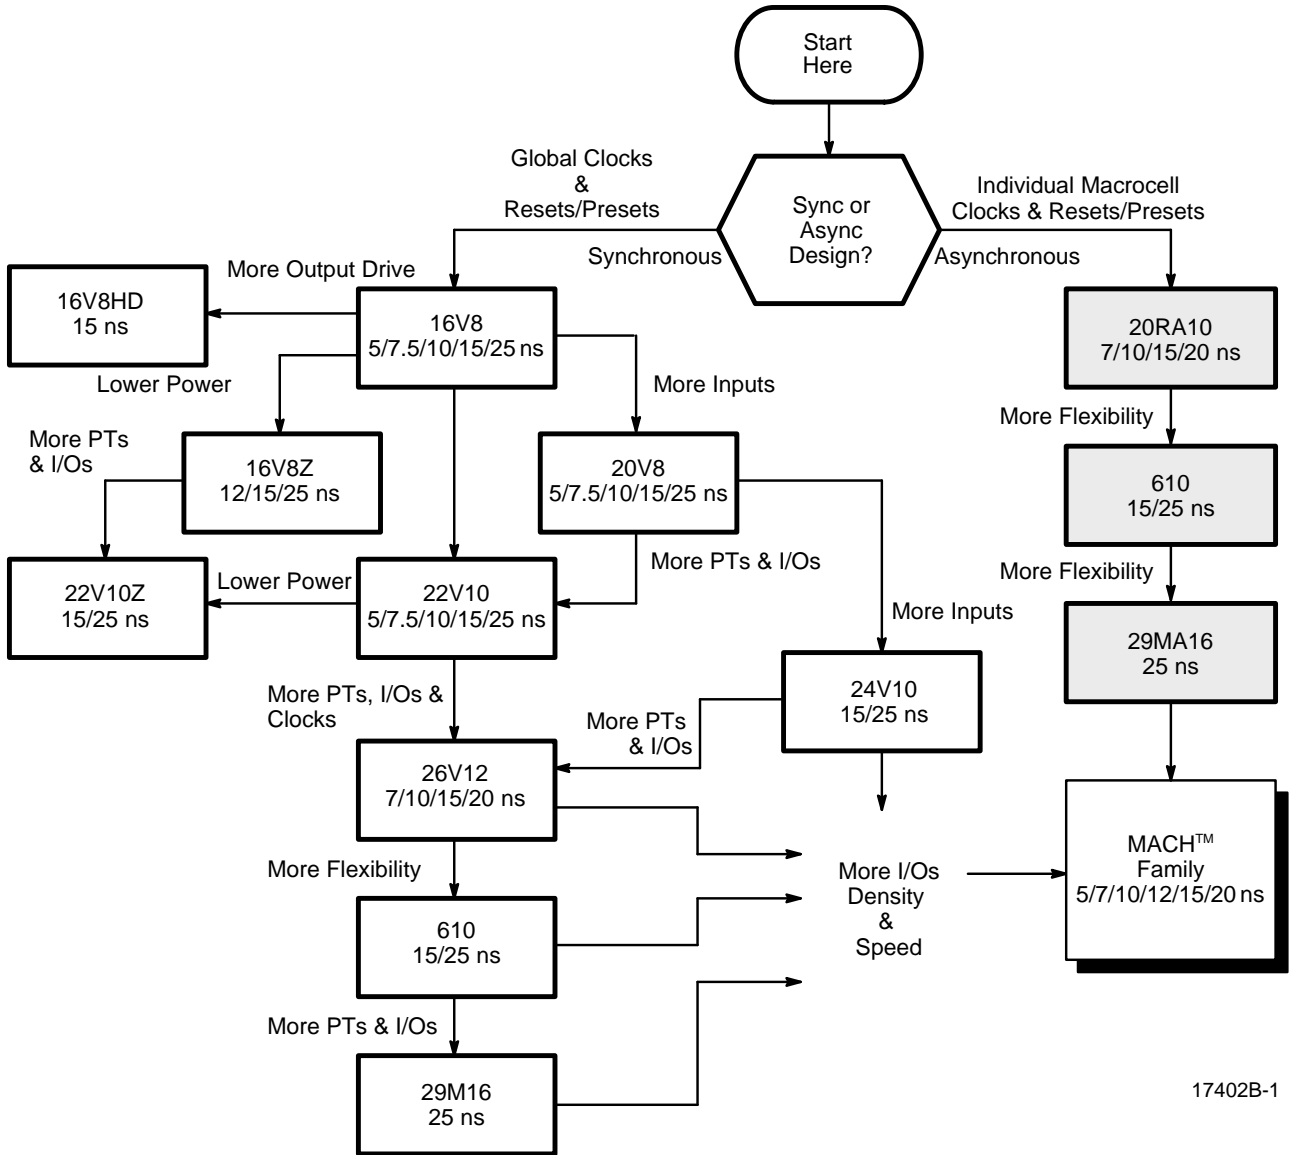 Start
Here
Global Clocks
&
Resets/Presets
Synchronous
Sync or
Async
Design?
Individual Macrocell
Clocks & Resets/Presets
Asynchronous
More Output Drive
16V8HD
15 ns
16V8
5/7.5/10/15/25 ns
20RA10
7/10/15/20 ns
Lower Power
More Inputs
More Flexibility
More PTs
& I/Os
16V8Z
12/15/25 ns
20V8
5/7.5/10/15/25 ns
610
15/25 ns
More PTs & I/Os
More Flexibility
22V10Z
15/25 ns
Lower Power
22V10
5/7.5/10/15/25 ns
More Inputs
29MA16
25 ns
More PTs, I/Os &
Clocks
More PTs
& I/Os
24V10
15/25 ns
26V12
7/10/15/20 ns
More Flexibility
More I/Os
Density
&
Speed
MACH™
Family
5/7/10/12/15/20 ns
610
15/25 ns
More PTs & I/Os
29M16
25 ns
17402B-1